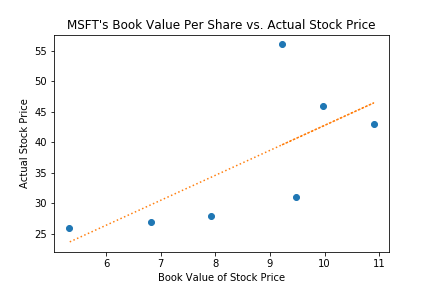 MSFT's Book Value Per Share vs. Actual Stock Price
Actual Stock Price
55
50
45
40
35
30
25
6 7 8 9 10 11
Book Value of Stock Price